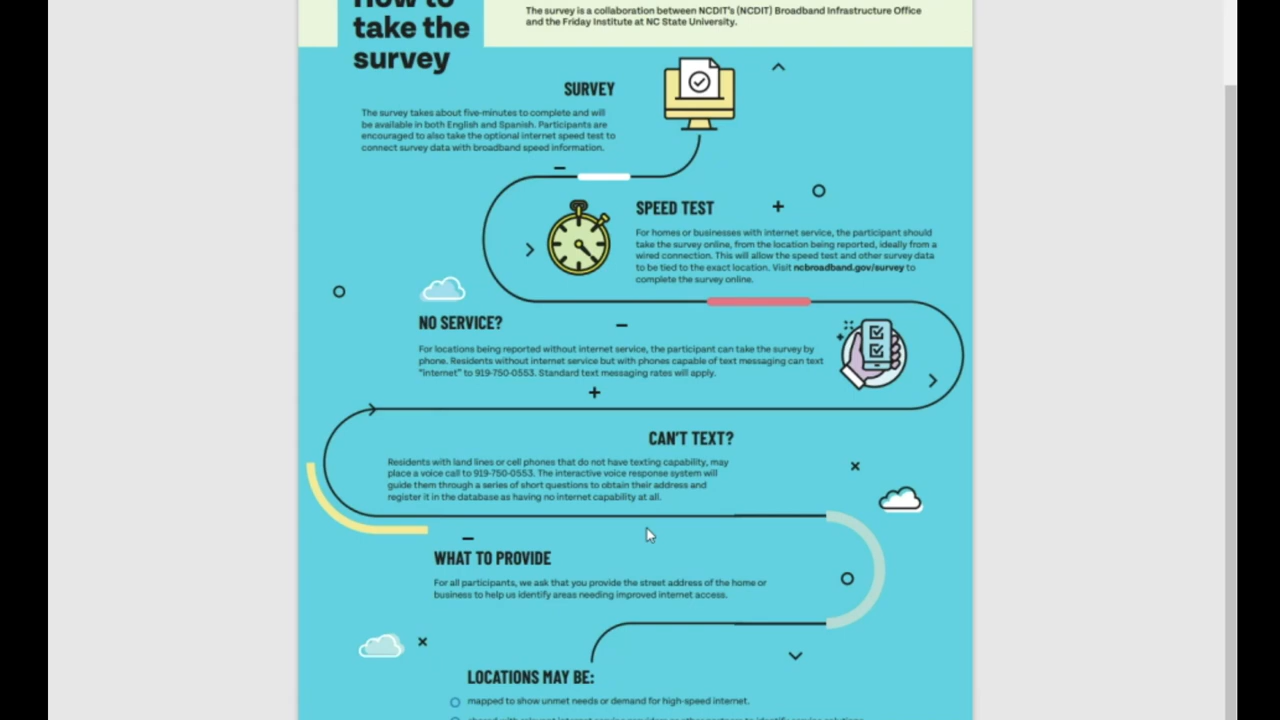 how to
take the
survey
The survey is a collaboration between NCDIT's (NCDIT) Broadband Infrastructure Office
and the Friday Institute at NC State University.
SURVEY
The survey takes about five-minutes to complete and will
be available in both English and Spanish. Participants are
encouraged to also take the optional internet speed test to
connect survey data with broadband speed information.
SPEED TEST
For homes or businesses with internet service, the participant should
take the survey online, from the location being reported, ideally from a
wired connection. This will allow the speed test and other survey data
to be tied to the exact location. Visit ncbroadband.gov/survey to
complete the survey online.
NO SERVICE?
For locations being reported without internet service, the participant can take the survey by
phone. Residents without internet service but with phones capable of text messaging can text
"Internet" to 919-750-0553. Standard text messaging rates will apply.
CAN'T TEXT?
Residents with land lines or cell phones that do not have texting capability, may
place a voice call to 919-750-0553. The interactive voice response system will
guide them through a series of short questions to obtain their address and
register it in the database as having no internet capability at all.
WHAT TO PROVIDE
For all participants, we ask that you provide the street address of the home or
business to help us identify areas needing improved internet access.
LOCATIONS MAY BE:
mapped to show unmet needs or demand for high-speed internet.